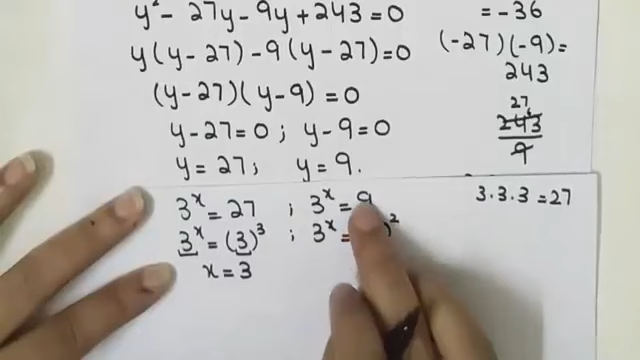 y² - 27y - 9y + 243 = 0
y(y - 27) - 9(y - 27) = 0
(y - 27)(y - 9) = 0
y - 27 = 0 ; y - 9 = 0
y = 27 ; y = 9.
= -36
(-27)(-9) =
243
27
243
9
3ˣ = 27 ; 3ˣ = 9
3ˣ = (3)³ ; 3ˣ = )²
x = 3
3.3.3 = 27